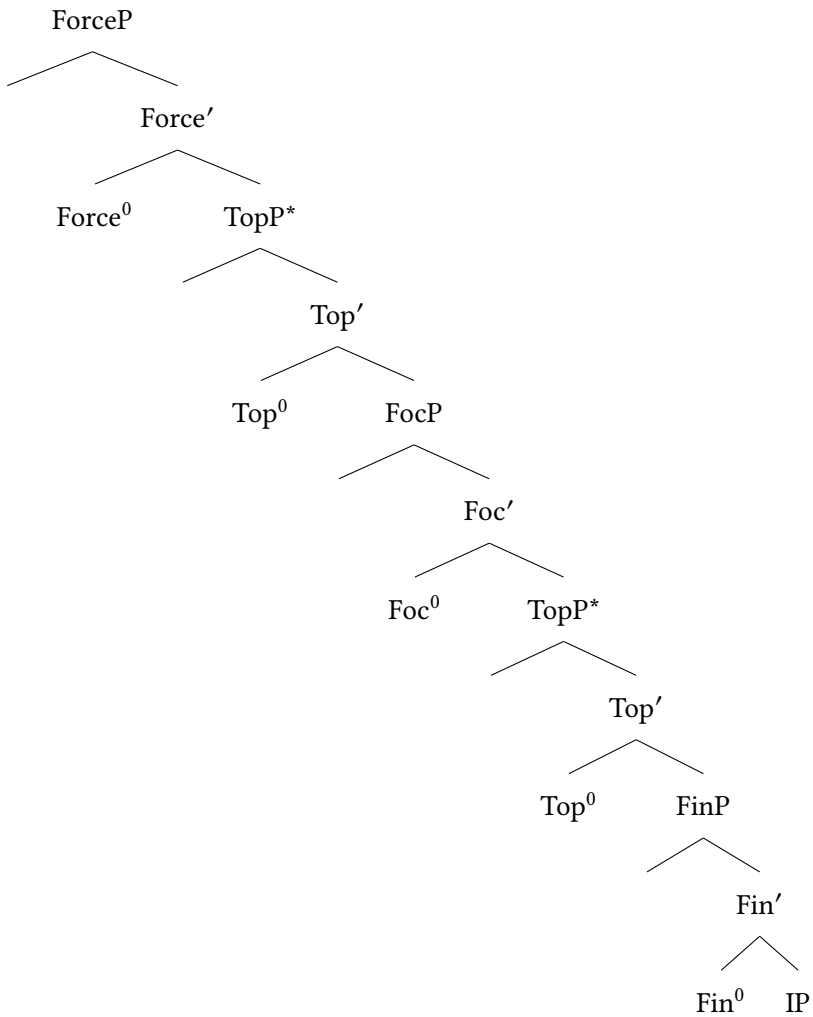 ForceP
Force′
Force⁰ TopP*
Top′
Top⁰ FocP
Foc′
Foc⁰ TopP*
Top′
Top⁰ FinP
Fin′
Fin⁰ IP